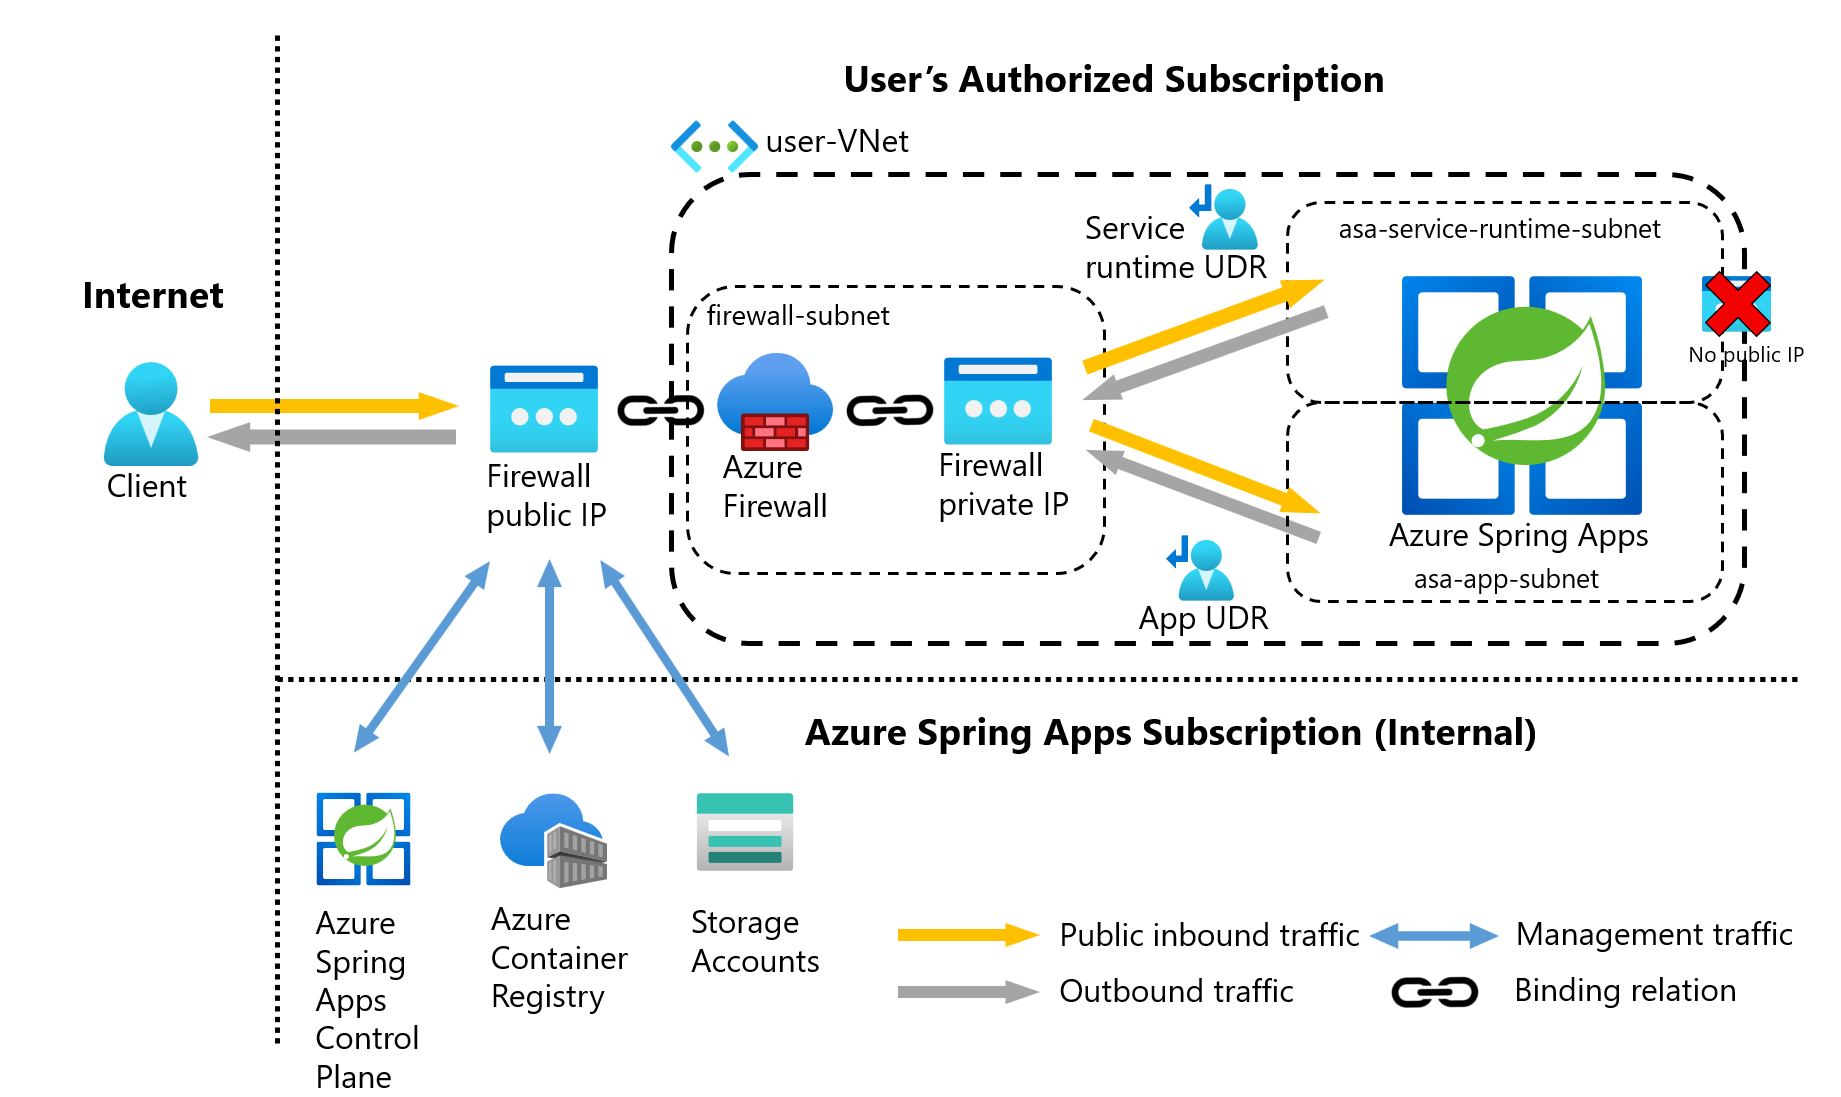 User’s Authorized Subscription
user-VNet
Internet
Client
Firewall
public IP
firewall-subnet
Azure
Firewall
Firewall
private IP
Service
runtime UDR
App UDR
asa-service-runtime-subnet
No public IP
Azure Spring Apps
asa-app-subnet
Azure Spring Apps Subscription (Internal)
Azure
Spring
Apps
Control
Plane
Azure
Container
Registry
Storage
Accounts
Public inbound traffic
Management traffic
Outbound traffic
Binding relation